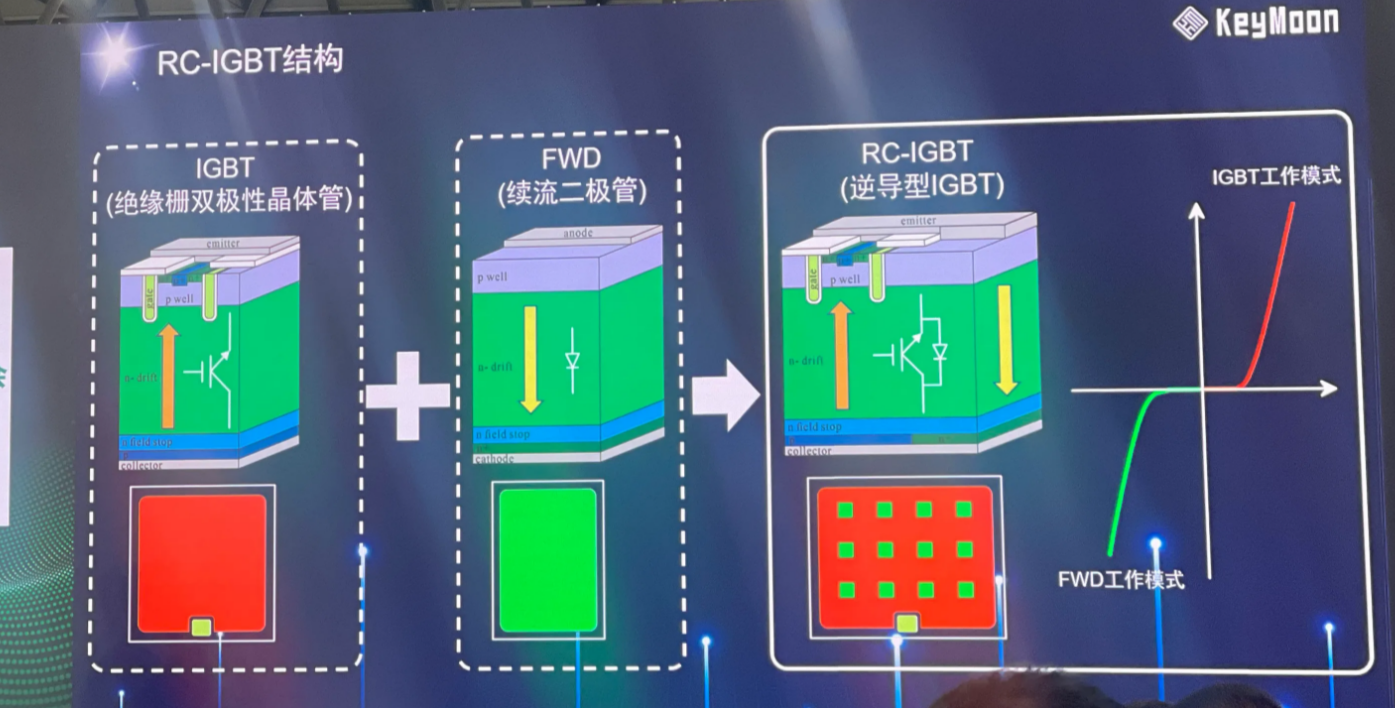 KeyMoon
RC-IGBT结构
IGBT
(绝缘栅双极性晶体管)
emitter
gate
p well
n- drift
n field stop
collector
FWD
(续流二极管)
anode
p well
n- drift
n field stop
cathode
RC-IGBT
(逆导型IGBT)
emitter
gate
p well
n- drift
n field stop
collector
IGBT工作模式
FWD工作模式